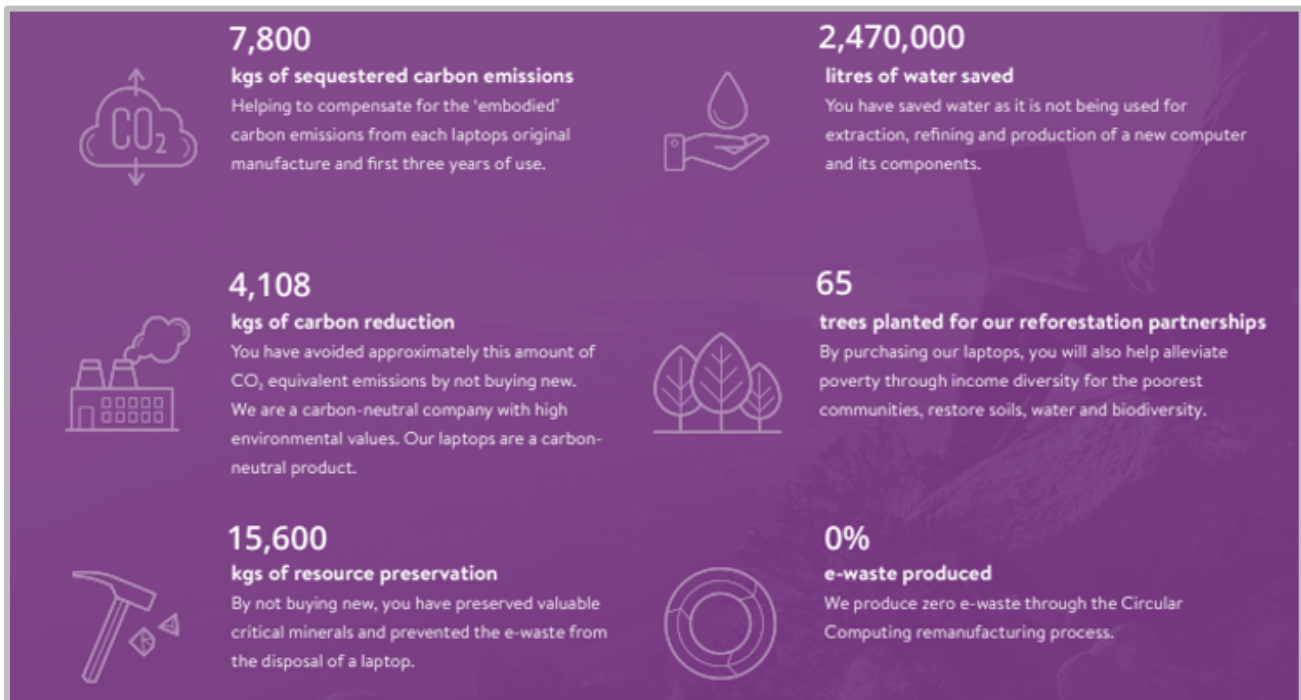 7,800
kgs of sequestered carbon emissions
Helping to compensate for the ‘embodied’
carbon emissions from each laptops original
manufacture and first three years of use.
2,470,000
litres of water saved
You have saved water as it is not being used for
extraction, refining and production of a new computer
and its components.
CO₂
4,108
kgs of carbon reduction
You have avoided approximately this amount of
CO₂ equivalent emissions by not buying new.
We are a carbon-neutral company with high
environmental values. Our laptops are a carbon-
neutral product.
65
trees planted for our reforestation partnerships
By purchasing our laptops, you will also help alleviate
poverty through income diversity for the poorest
communities, restore soils, water and biodiversity.
15,600
kgs of resource preservation
By not buying new, you have preserved valuable
critical minerals and prevented the e-waste from
the disposal of a laptop.
0%
e-waste produced
We produce zero e-waste through the Circular
Computing remanufacturing process.